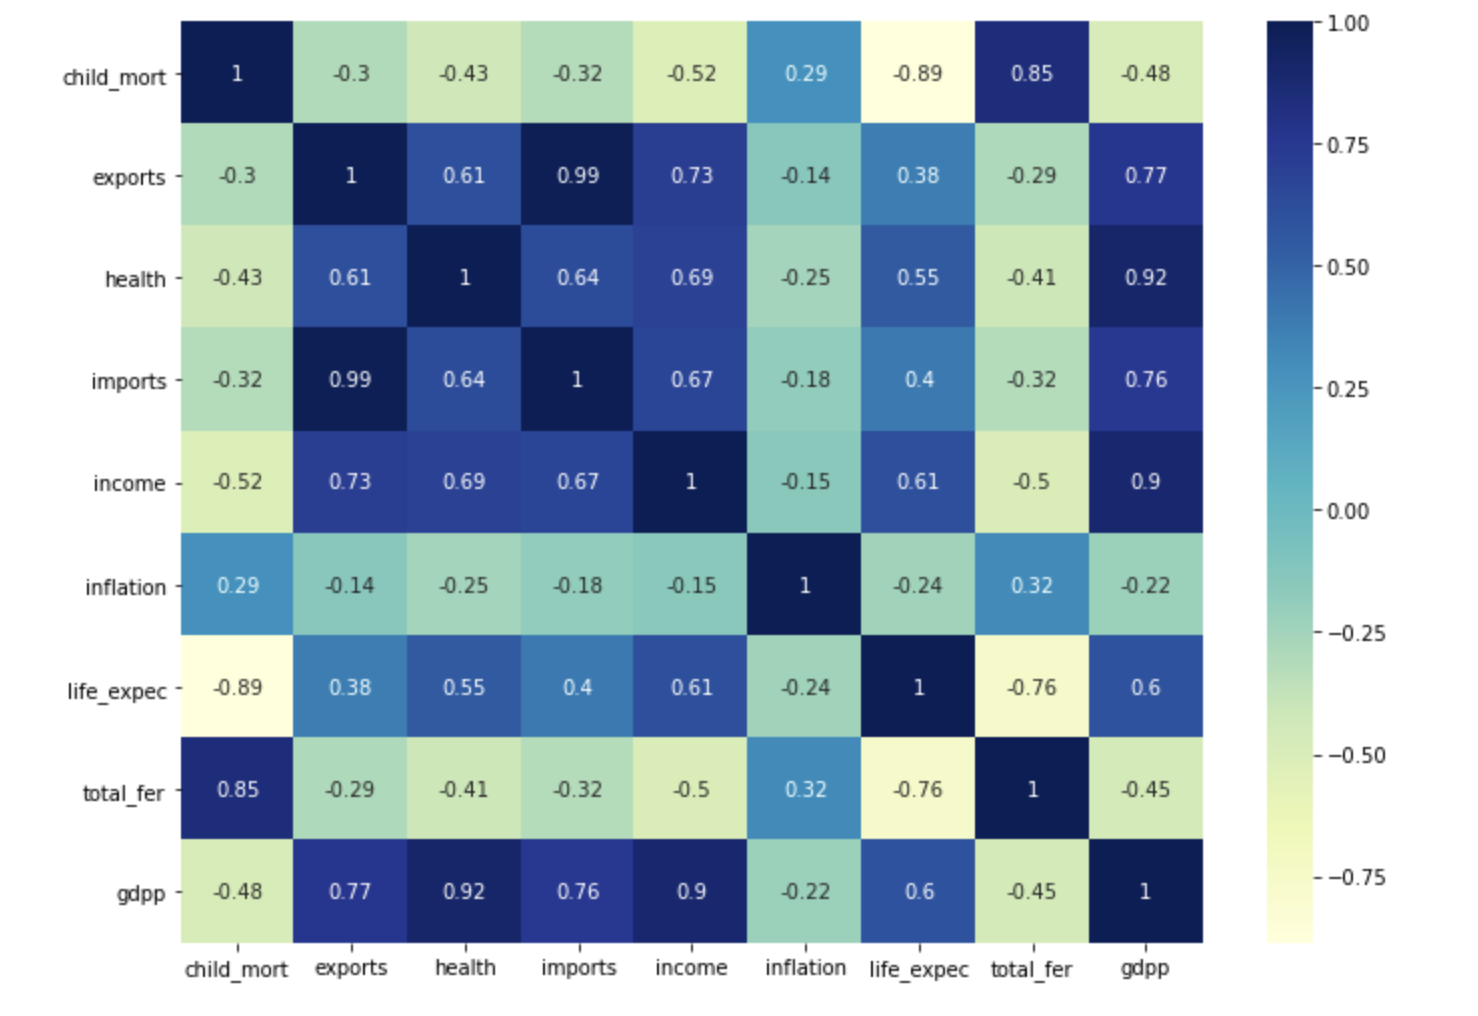 child_mort 1 -0.3 -0.43 -0.32 -0.52 0.29 -0.89 0.85 -0.48
exports -0.3 1 0.61 0.99 0.73 -0.14 0.38 -0.29 0.77
health -0.43 0.61 1 0.64 0.69 -0.25 0.55 -0.41 0.92
imports -0.32 0.99 0.64 1 0.67 -0.18 0.4 -0.32 0.76
income -0.52 0.73 0.69 0.67 1 -0.15 0.61 -0.5 0.9
inflation 0.29 -0.14 -0.25 -0.18 -0.15 1 -0.24 0.32 -0.22
life_expec -0.89 0.38 0.55 0.4 0.61 -0.24 1 -0.76 0.6
total_fer 0.85 -0.29 -0.41 -0.32 -0.5 0.32 -0.76 1 -0.45
gdpp -0.48 0.77 0.92 0.76 0.9 -0.22 0.6 -0.45 1
child_mort exports health imports income inflation life_expec total_fer gdpp
1.00
0.75
0.50
0.25
0.00
−0.25
−0.50
−0.75